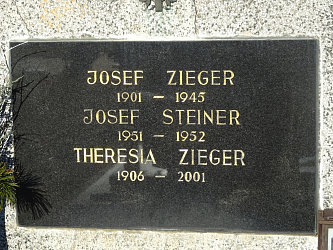 JOSEF ZIEGER
1901 – 1945
JOSEF STEINER
1951 – 1952
THERESIA ZIEGER
1906 – 2001